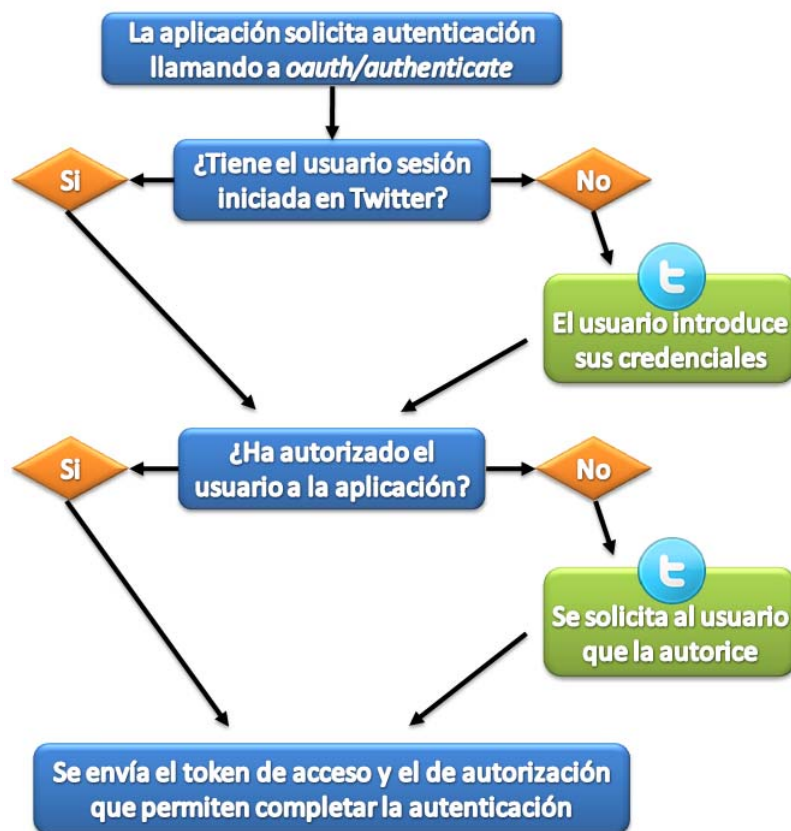 La aplicación solicita autenticación
llamando a oauth/authenticate
Si
¿Tiene el usuario sesión
iniciada en Twitter?
No
t
El usuario introduce
sus credenciales
Si
¿Ha autorizado el
usuario a la aplicación?
No
t
Se solicita al usuario
que la autorice
Se envía el token de acceso y el de autorización
que permiten completar la autenticación